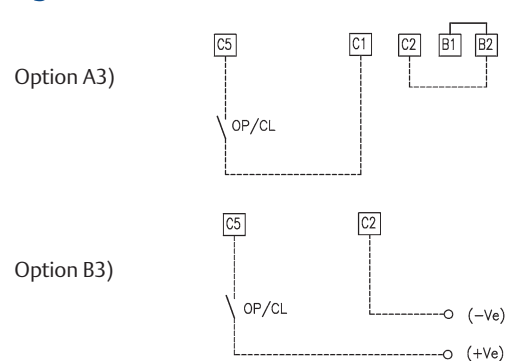 C5 C1 C2 B1 B2
Option A3)
OP/CL
C5 C2
Option B3)
OP/CL
(-Ve)
(+Ve)